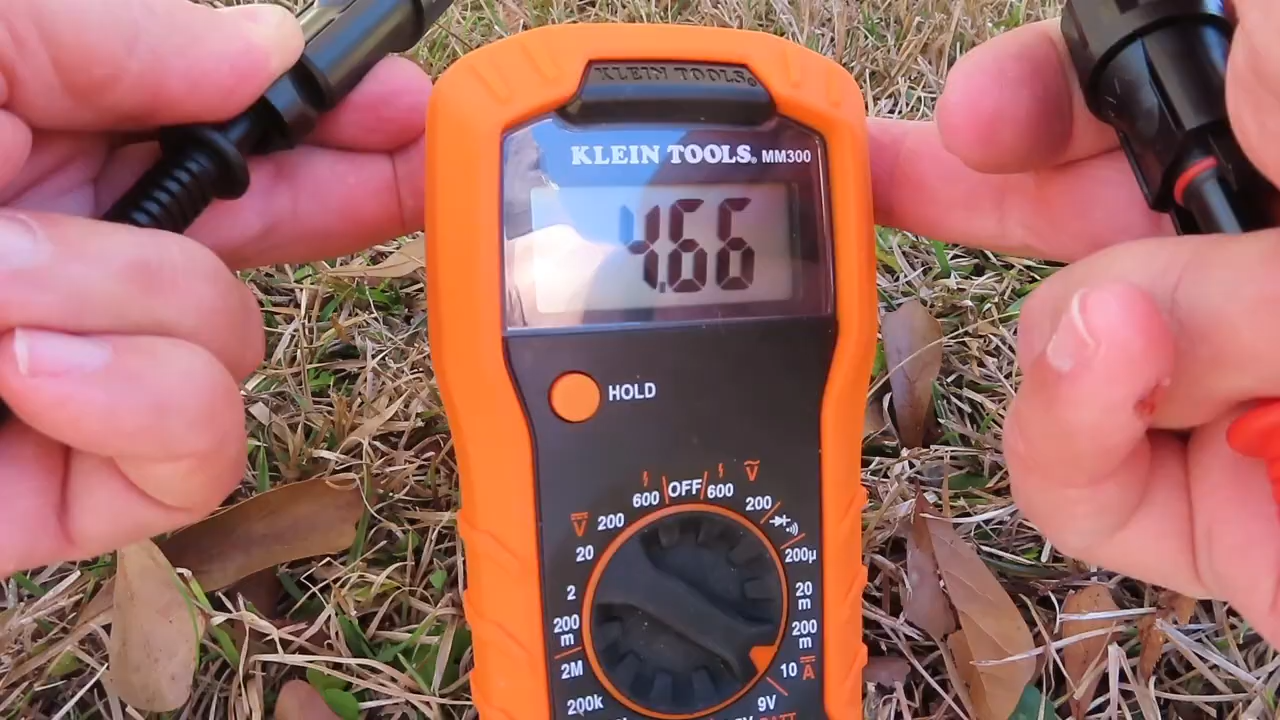 KLEIN TOOLS®
KLEIN TOOLS® MM300
4.66
HOLD
600 OFF 600 V
V 200 200
20 200µ
2 20 m
200 m 200 m
2M 10 A
200k 9V
BATT